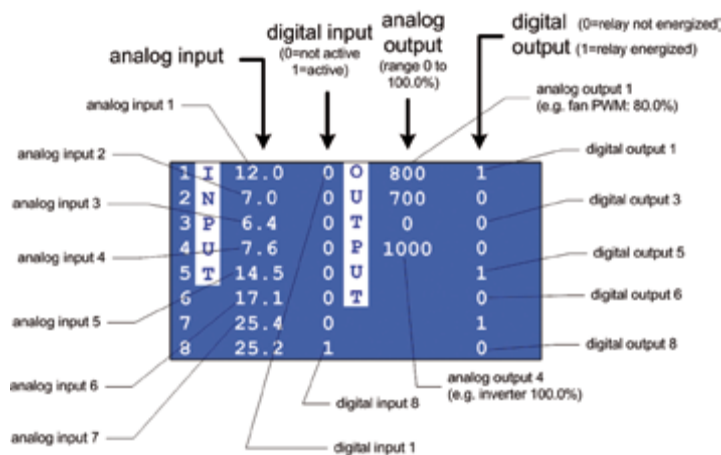 analog input
digital input
(0=not active
1=active)
analog
output
(range 0 to
100.0%)
digital (0=relay not energized)
output (1=relay energized)
analog input 1
analog output 1
(e.g. fan PWM: 80.0%)
analog input 2
analog input 3
analog input 4
analog input 5
analog input 6
analog input 7
1 I 12.0 0 O 800 1
2 N 7.0 0 U 700 0
3 P 6.4 0 T 0 0
4 U 7.6 0 P 1000 0
5 T 14.5 0 U 1
6 17.1 0 T 0
7 25.4 0 1
8 25.2 1 0
digital output 1
digital output 3
digital output 5
digital output 6
digital output 8
digital input 8
analog output 4
(e.g. inverter 100.0%)
digital input 1